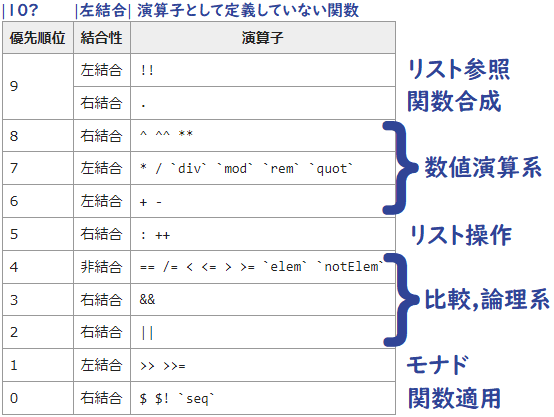 |10? |左結合| 演算子として定義していない関数
優先順位 結合性 演算子
9 左結合 !! リスト参照
右結合 . 関数合成
8 右結合 ^ ^^ **
7 左結合 * / `div` `mod` `rem` `quot` 数値演算系
6 左結合 + -
5 右結合 : ++ リスト操作
4 非結合 == /= < <= > >= `elem` `notElem`
3 右結合 && 比較,論理系
2 右結合 ||
1 左結合 >> >>= モナド
0 右結合 $ $! `seq` 関数適用